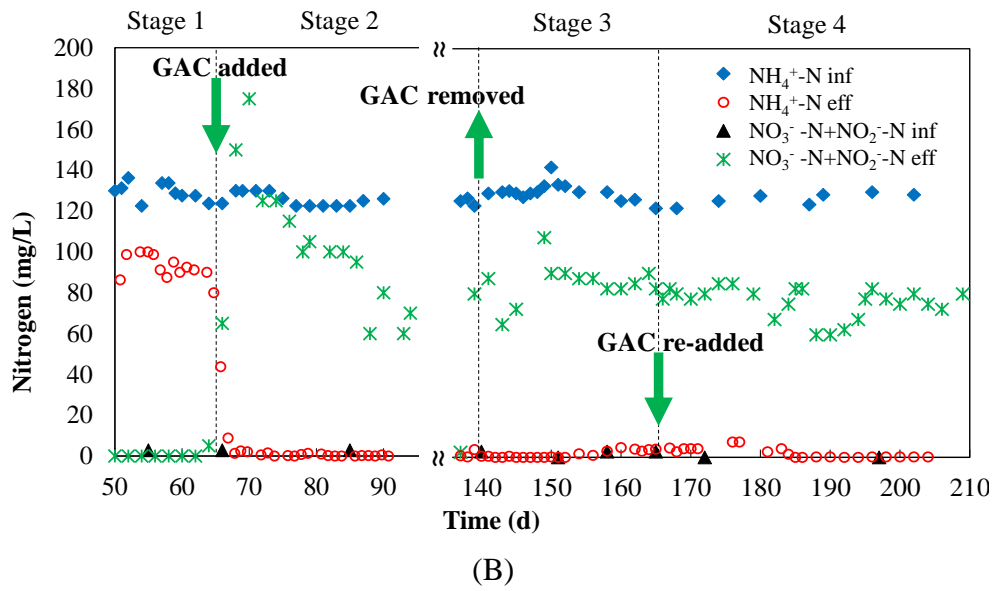 Stage 1 Stage 2 Stage 3 Stage 4
200
180
160
140
120
100
80
60
40
20
0
Nitrogen (mg/L)
GAC added
GAC removed
GAC re-added
NH₄⁺-N inf
NH₄⁺-N eff
NO₃⁻ -N+NO₂⁻-N inf
NO₃⁻ -N+NO₂⁻-N eff
50 60 70 80 90 140 150 160 170 180 190 200 210
Time (d)
(B)